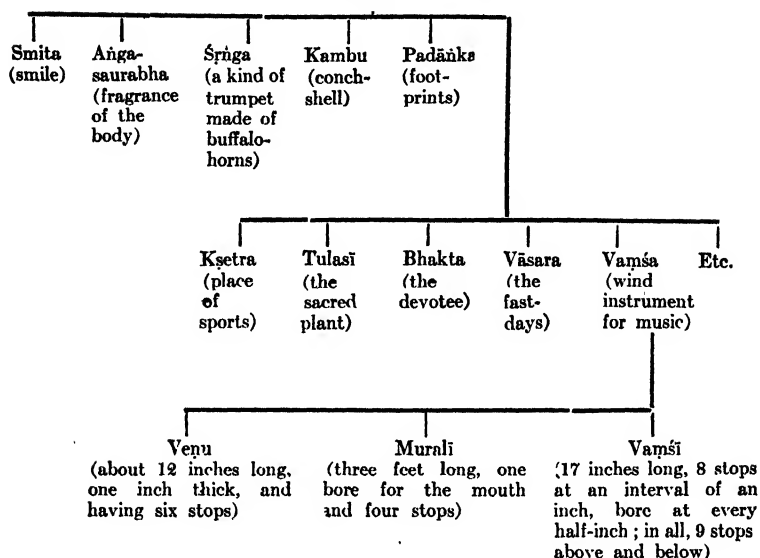 Smita
(smile)
Aṅga-
saurabha
(fragrance
of the
body)
Śṛṅga
(a kind of
trumpet
made of
buffalo-
horns)
Kambu
(conch-
shell)
Padāṅka
(foot-
prints)
Kṣetra
(place
of
sports)
Tulasī
(the
sacred
plant)
Bhakta
(the
devotee)
Vāsara
(the
fast-
days)
Vaṃśa
(wind
instrument
for music)
Etc.
Veṇu
(about 12 inches long,
one inch thick, and
having six stops)
Muralī
(three feet long, one
bore for the mouth
and four stops)
Vaṃśī
(17 inches long, 8 stops
at an interval of an
inch, bore at every
half-inch ; in all, 9 stops
above and below)